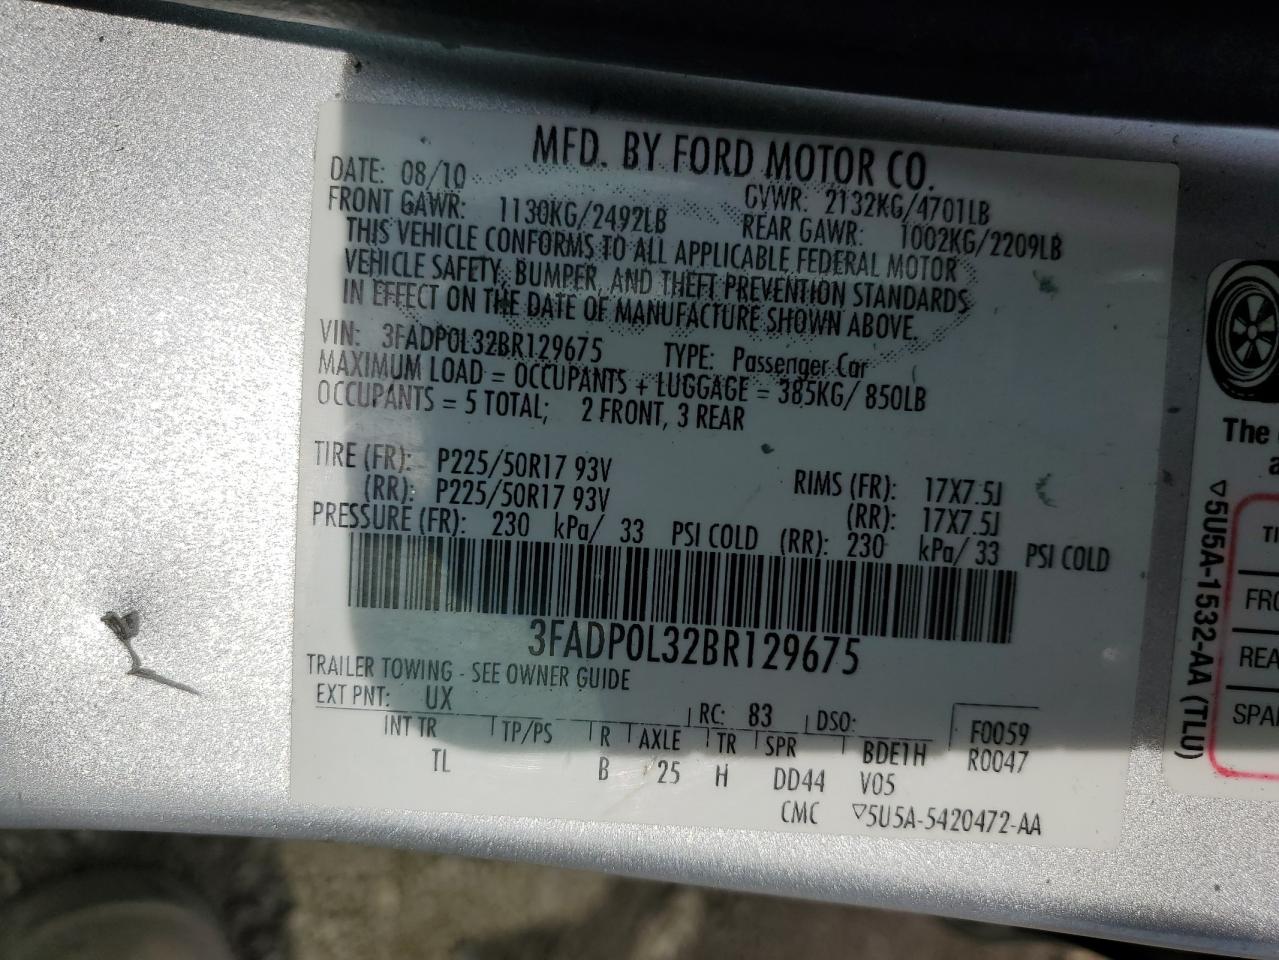 MFD. BY FORD MOTOR CO.
DATE: 08/10 GVWR: 2132KG/4701LB
FRONT GAWR: 1130KG/2492LB REAR GAWR: 1002KG/2209LB
THIS VEHICLE CONFORMS TO ALL APPLICABLE FEDERAL MOTOR
VEHICLE SAFETY, BUMPER, AND THEFT PREVENTION STANDARDS
IN EFFECT ON THE DATE OF MANUFACTURE SHOWN ABOVE.
VIN: 3FADP0L32BR129675 TYPE: Passenger Car
MAXIMUM LOAD = OCCUPANTS + LUGGAGE = 385KG/ 850LB
OCCUPANTS = 5 TOTAL; 2 FRONT, 3 REAR
TIRE (FR): P225/50R17 93V RIMS (FR): 17X7.5J
(RR): P225/50R17 93V (RR): 17X7.5J
PRESSURE (FR): 230 kPa/ 33 PSI COLD (RR): 230 kPa/ 33 PSI COLD
3FADP0L32BR129675
TRAILER TOWING - SEE OWNER GUIDE
EXT PNT: UX RC: 83 DSO: F0059
INT TR TP/PS R AXLE TR SPR BDE1H R0047
TL B 25 H DD44 V05
CMC ▽5U5A-5420472-AA
The
▽5U5A-1532-AA (TLU)